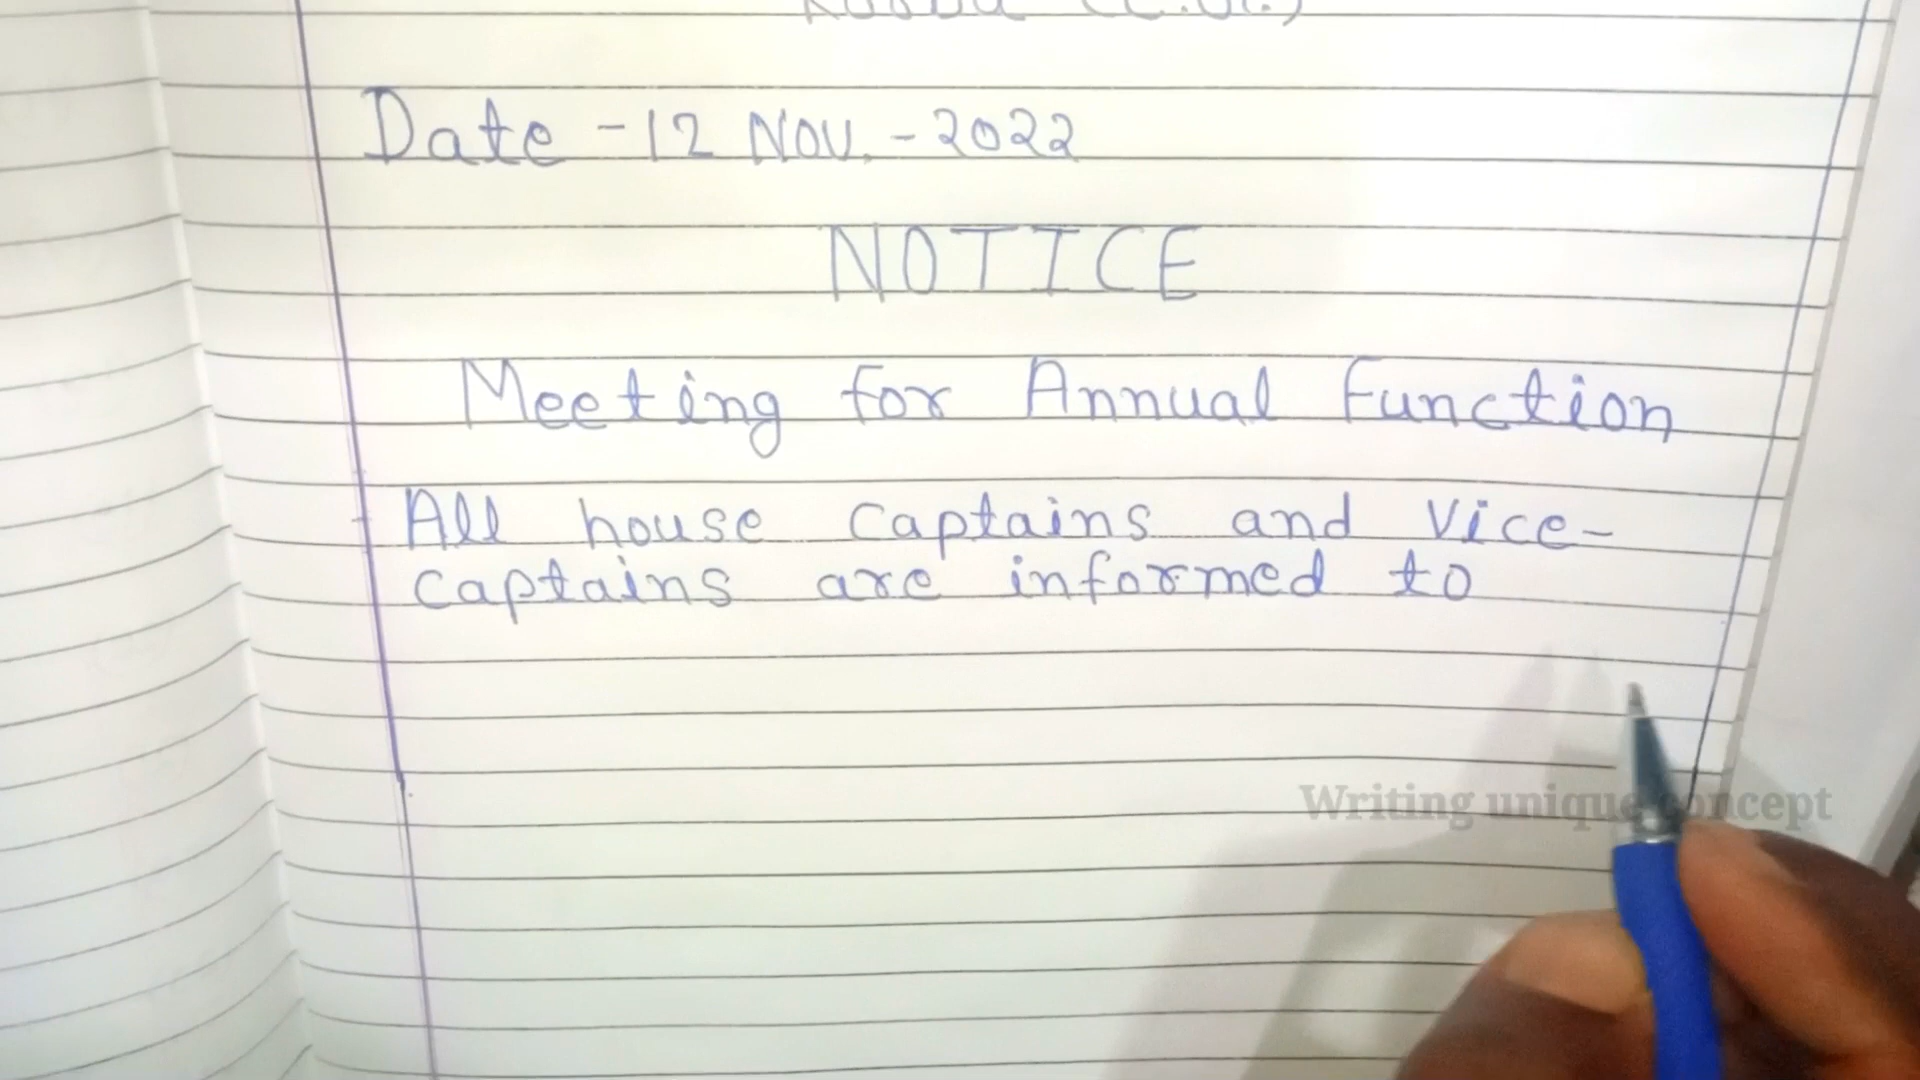 Date - 12 Nov. - 2022
NOTICE
Meeting for Annual Function
All house captains and Vice-
captains are informed to
Writing unique concept